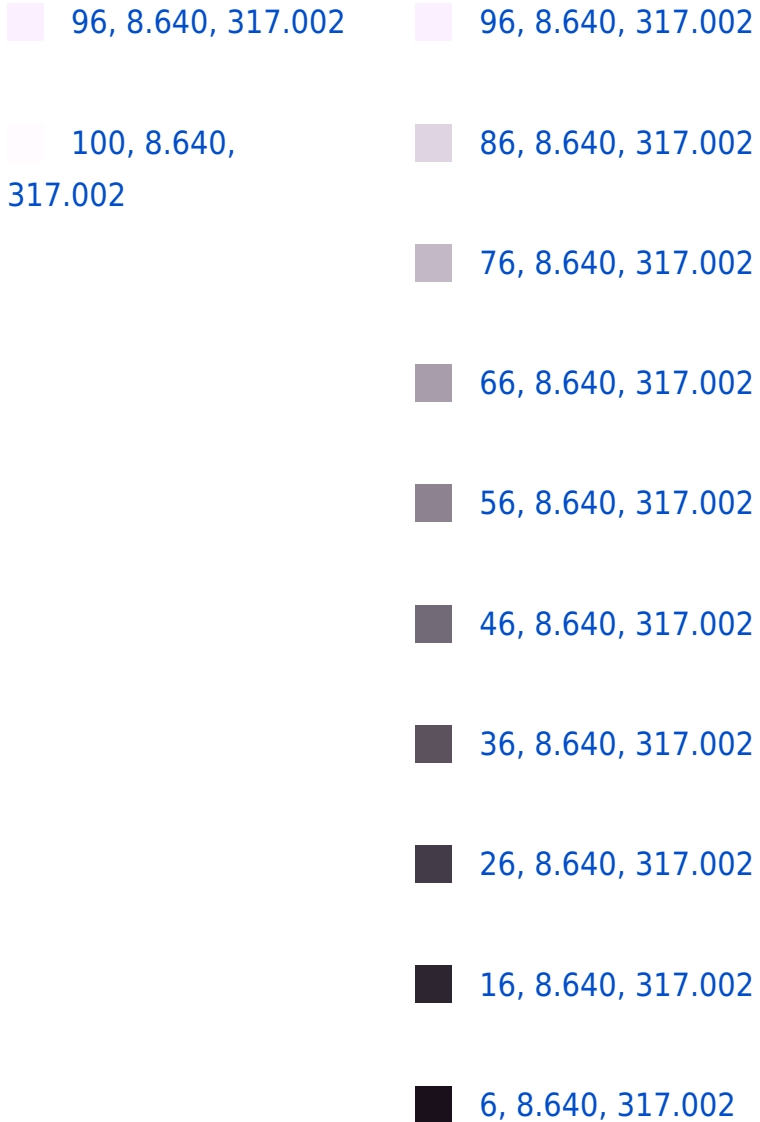 96, 8.640, 317.002
100, 8.640,
317.002
96, 8.640, 317.002
86, 8.640, 317.002
76, 8.640, 317.002
66, 8.640, 317.002
56, 8.640, 317.002
46, 8.640, 317.002
36, 8.640, 317.002
26, 8.640, 317.002
16, 8.640, 317.002
6, 8.640, 317.002